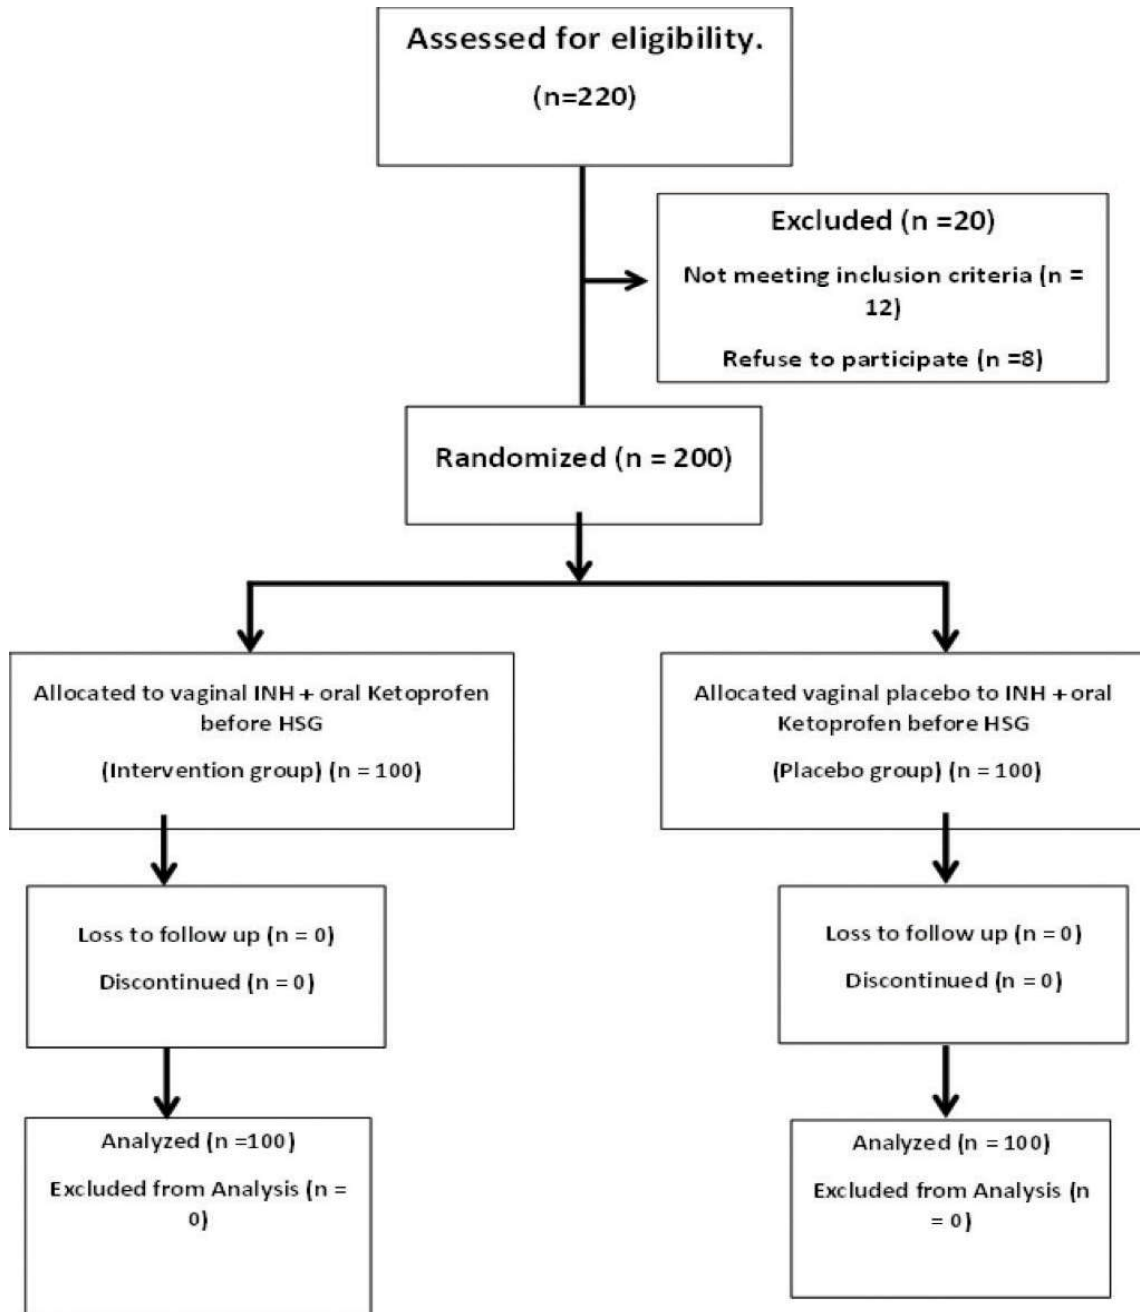 Assessed for eligibility.
(n=220)
Excluded (n =20)
Not meeting inclusion criteria (n =
12)
Refuse to participate (n =8)
Randomized (n = 200)
Allocated to vaginal INH + oral Ketoprofen
before HSG
(Intervention group) (n = 100)
Allocated vaginal placebo to INH + oral
Ketoprofen before HSG
(Placebo group) (n = 100)
Loss to follow up (n = 0)
Discontinued (n = 0)
Loss to follow up (n = 0)
Discontinued (n = 0)
Analyzed (n =100)
Excluded from Analysis (n =
0)
Analyzed (n = 100)
Excluded from Analysis (n
= 0)